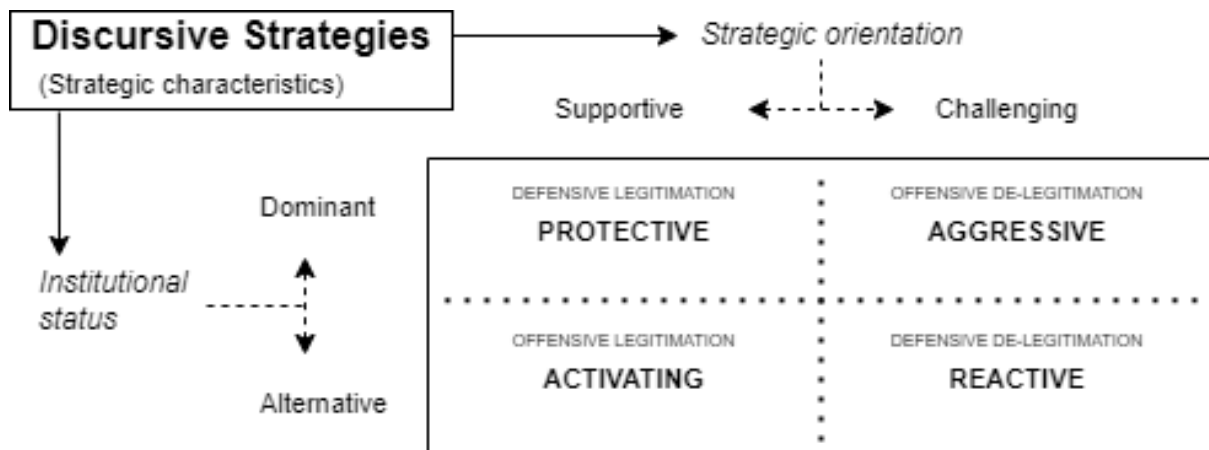 Discursive Strategies
(Strategic characteristics)
Strategic orientation
Supportive
Challenging
Institutional
status
Dominant
Alternative
DEFENSIVE LEGITIMATION
PROTECTIVE
OFFENSIVE DE-LEGITIMATION
AGGRESSIVE
OFFENSIVE LEGITIMATION
ACTIVATING
DEFENSIVE DE-LEGITIMATION
REACTIVE